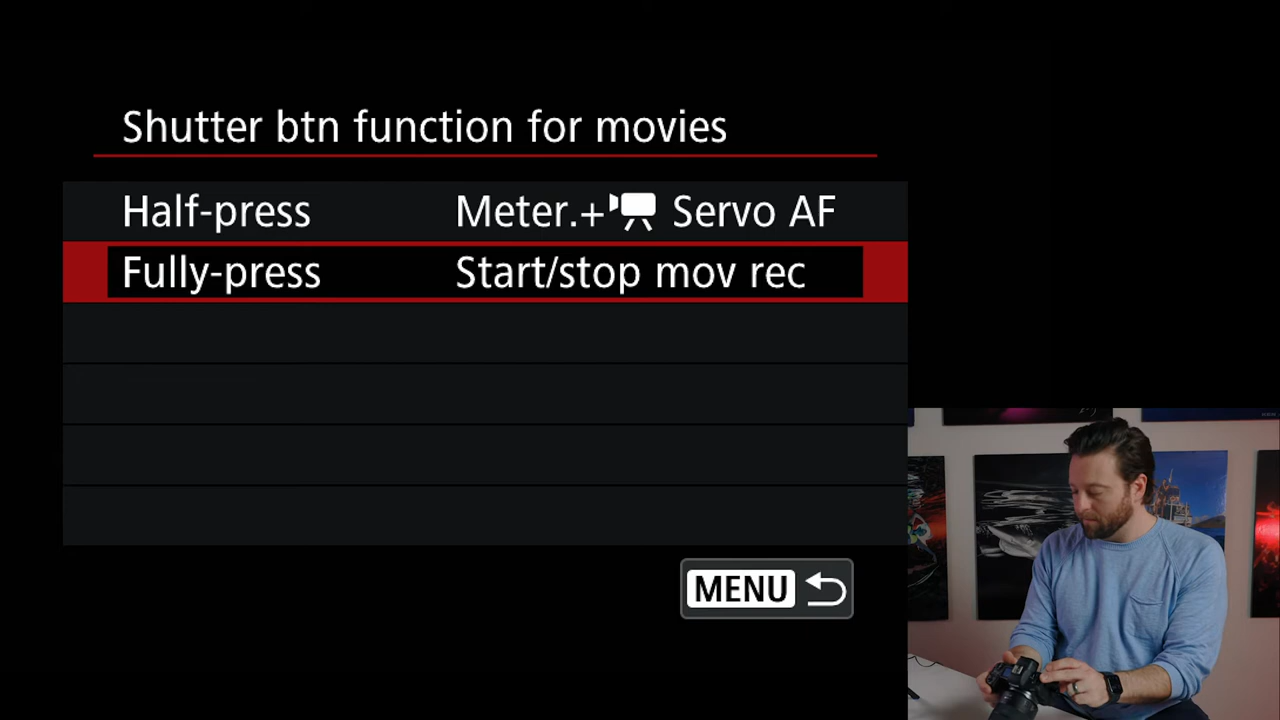 Shutter btn function for movies
Half-press Meter.+ Servo AF
Fully-press Start/stop mov rec
MENU